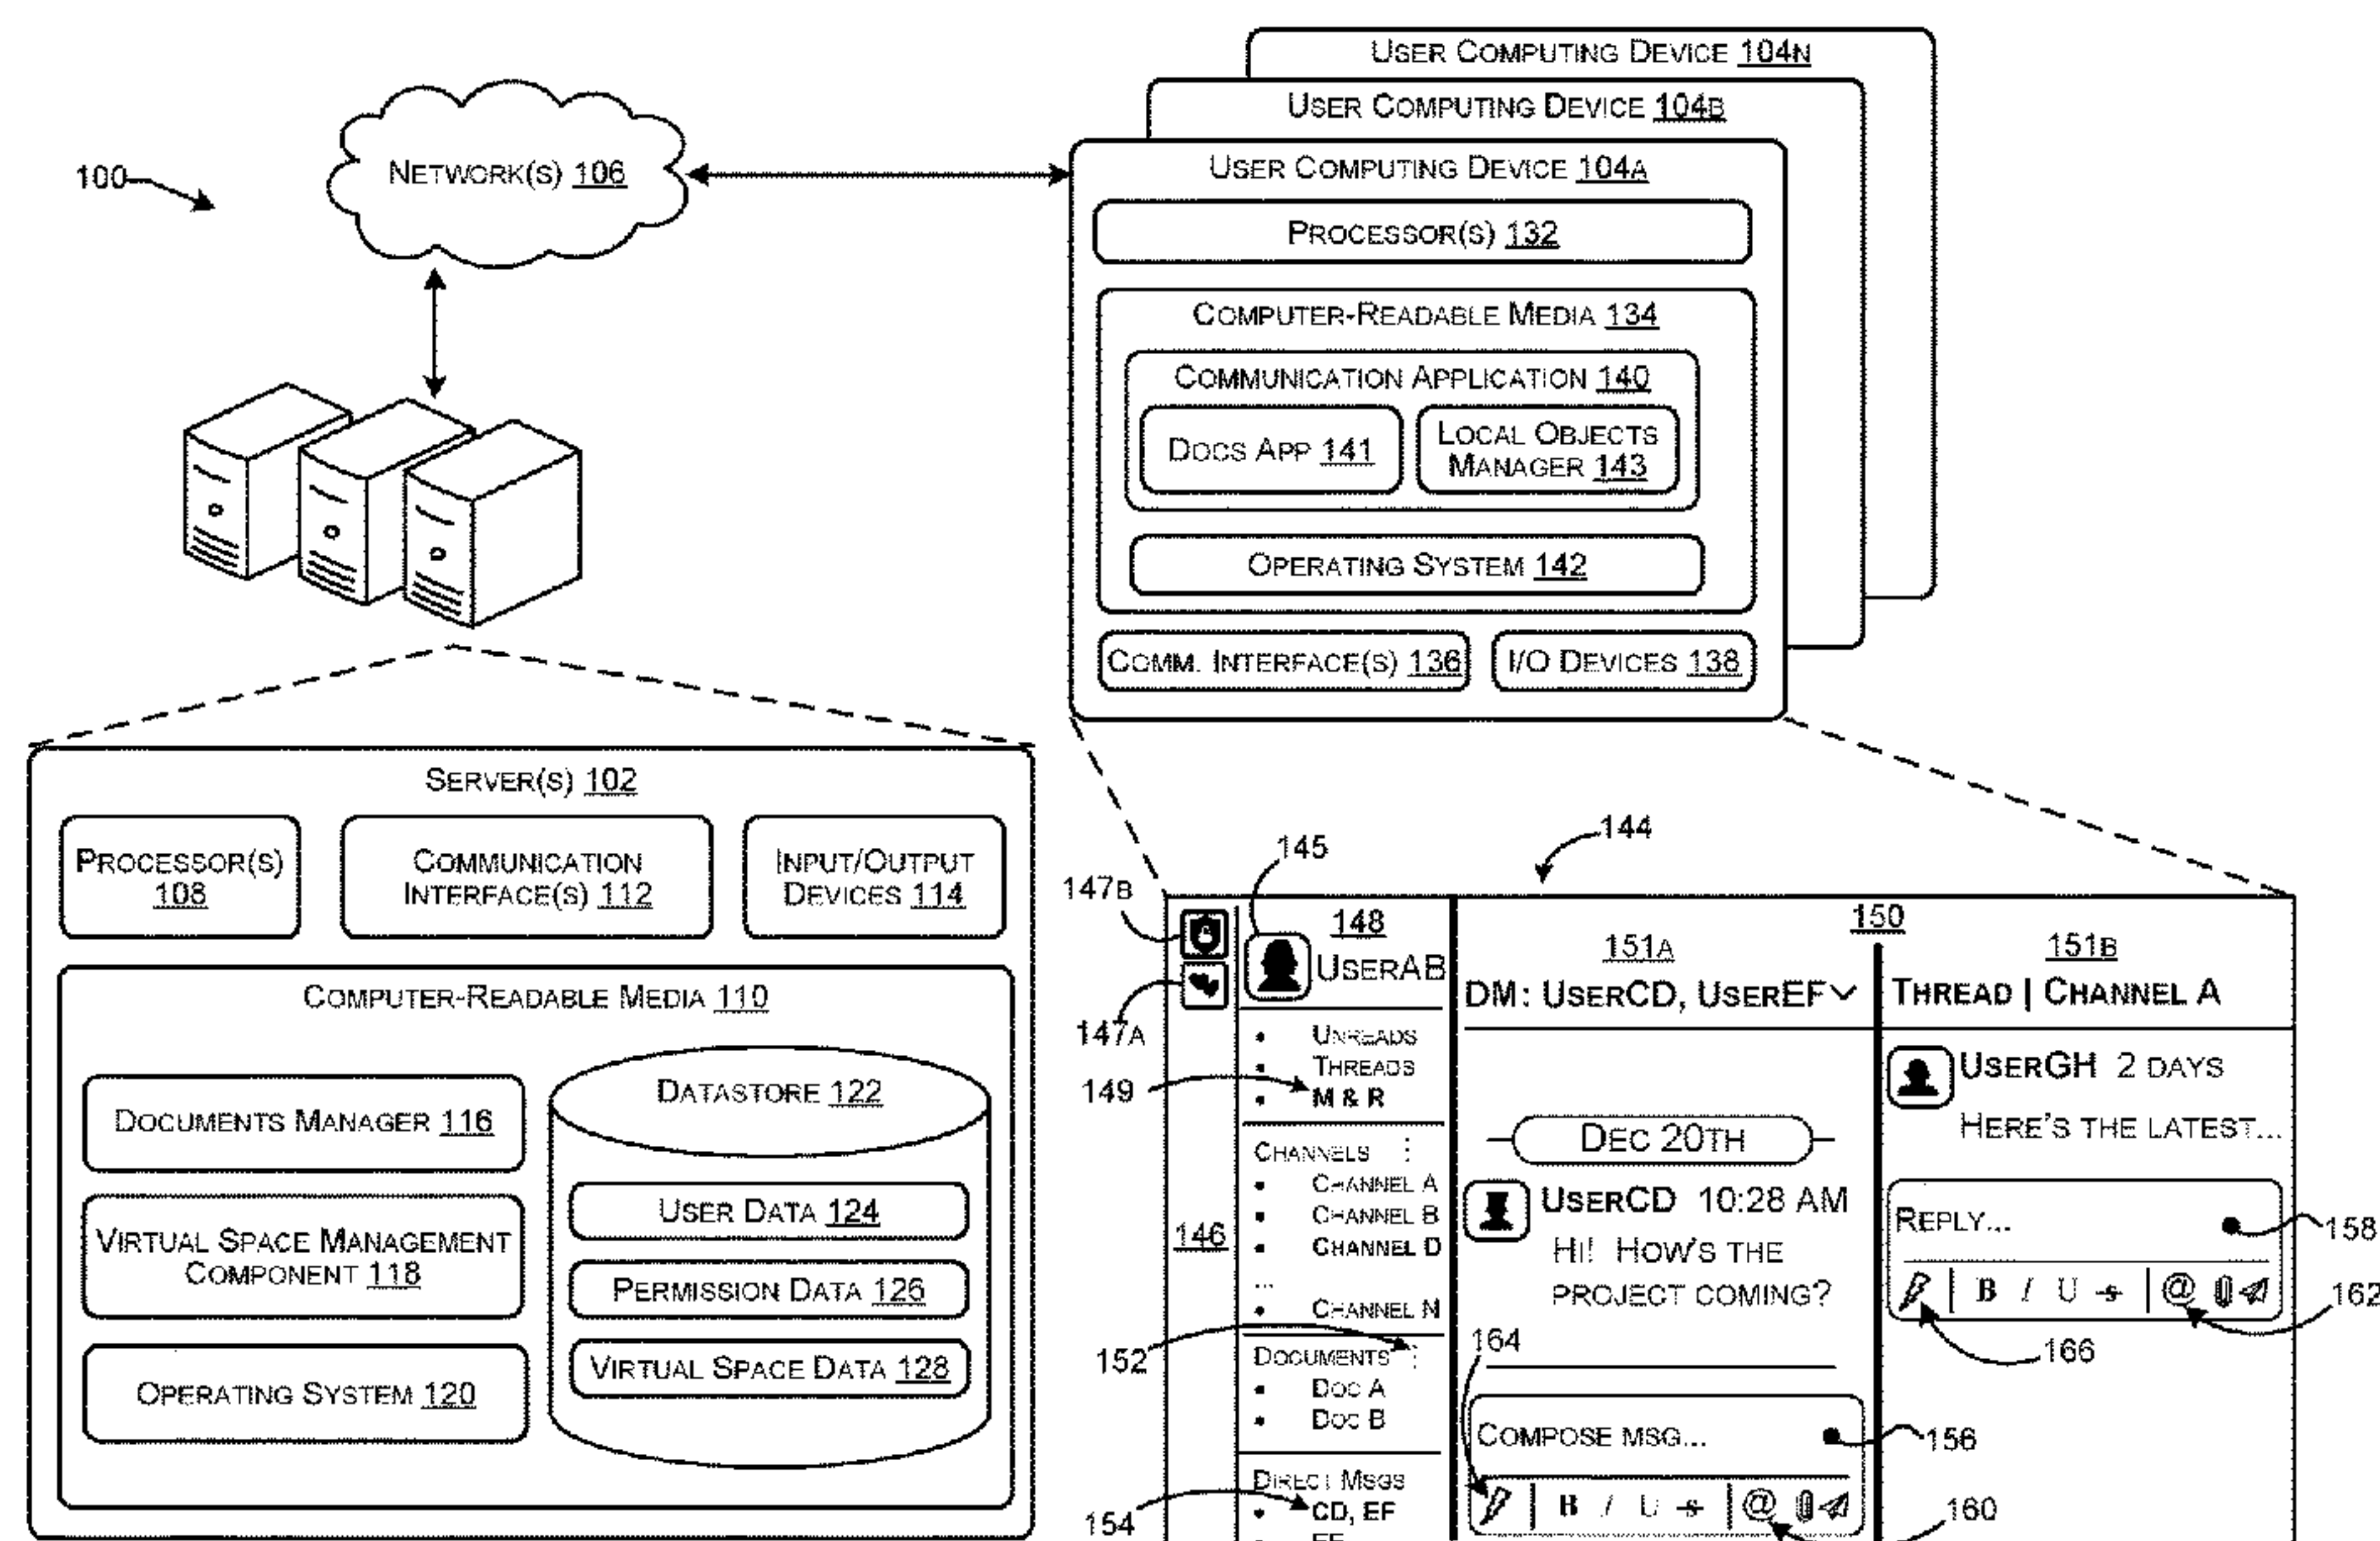 USER COMPUTING DEVICE 104N
USER COMPUTING DEVICE 104B
USER COMPUTING DEVICE 104A
100
NETWORK(S) 106
PROCESSOR(S) 132
COMPUTER-READABLE MEDIA 134
COMMUNICATION APPLICATION 140
DOCS APP 141
LOCAL OBJECTS
MANAGER 143
OPERATING SYSTEM 142
COMM. INTERFACE(S) 136
I/O DEVICES 138
SERVER(S) 102
PROCESSOR(S)
108
COMMUNICATION
INTERFACE(S) 112
INPUT/OUTPUT
DEVICES 114
COMPUTER-READABLE MEDIA 110
DOCUMENTS MANAGER 116
VIRTUAL SPACE MANAGEMENT
COMPONENT 118
OPERATING SYSTEM 120
DATASTORE 122
USER DATA 124
PERMISSION DATA 126
VIRTUAL SPACE DATA 128
144
145
147B
147A
149
146
152
154
148
USERAB
UNREADS
THREADS
M & R
CHANNELS
CHANNEL A
CHANNEL B
CHANNEL D
...
CHANNEL N
DOCUMENTS
DOC A
DOC B
DIRECT MSGS
CD, EF
150
151A
DM: USERCD, USEREF
DEC 20TH
USERCD 10:28 AM
HI! HOW'S THE
PROJECT COMING?
164
COMPOSE MSG...
156
B I U S @
160
151B
THREAD | CHANNEL A
USERGH 2 DAYS
HERE'S THE LATEST...
REPLY...
158
B I U S @
162
166